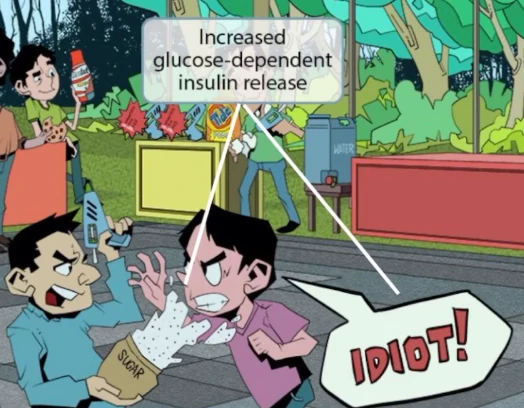 Increased
glucose-dependent
insulin release
WATER
SUGAR
IDIOT!